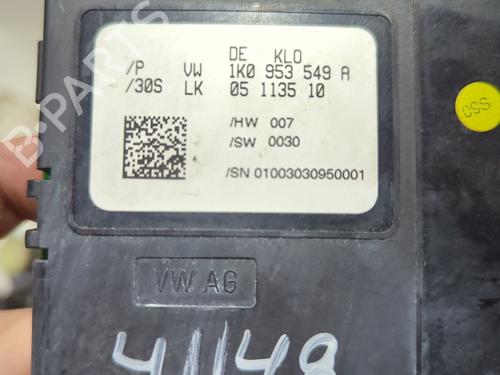 DE KLO
/P VW 1K0 953 549 A
/30S LK 05 1135 10
/HW 007
/SW 0030
/SN 01003030950001
S50
VW AG
41148
B-PARTS